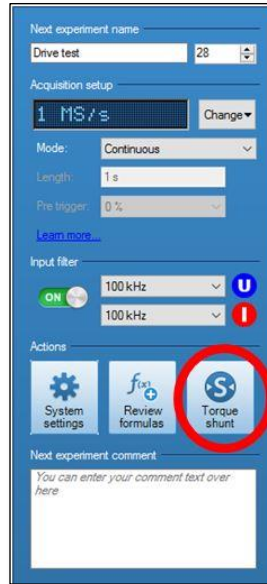 Next experiment name
Drive test 28
Acquisition setup
1 MS/s Change
Mode: Continuous
Length: 1 s
Pre trigger: 0 %
Learn more...
Input filter
ON 100 kHz U
100 kHz I
Actions
f(x)
S
System settings
Review formulas
Torque shunt
Next experiment comment
You can enter your comment text over
here